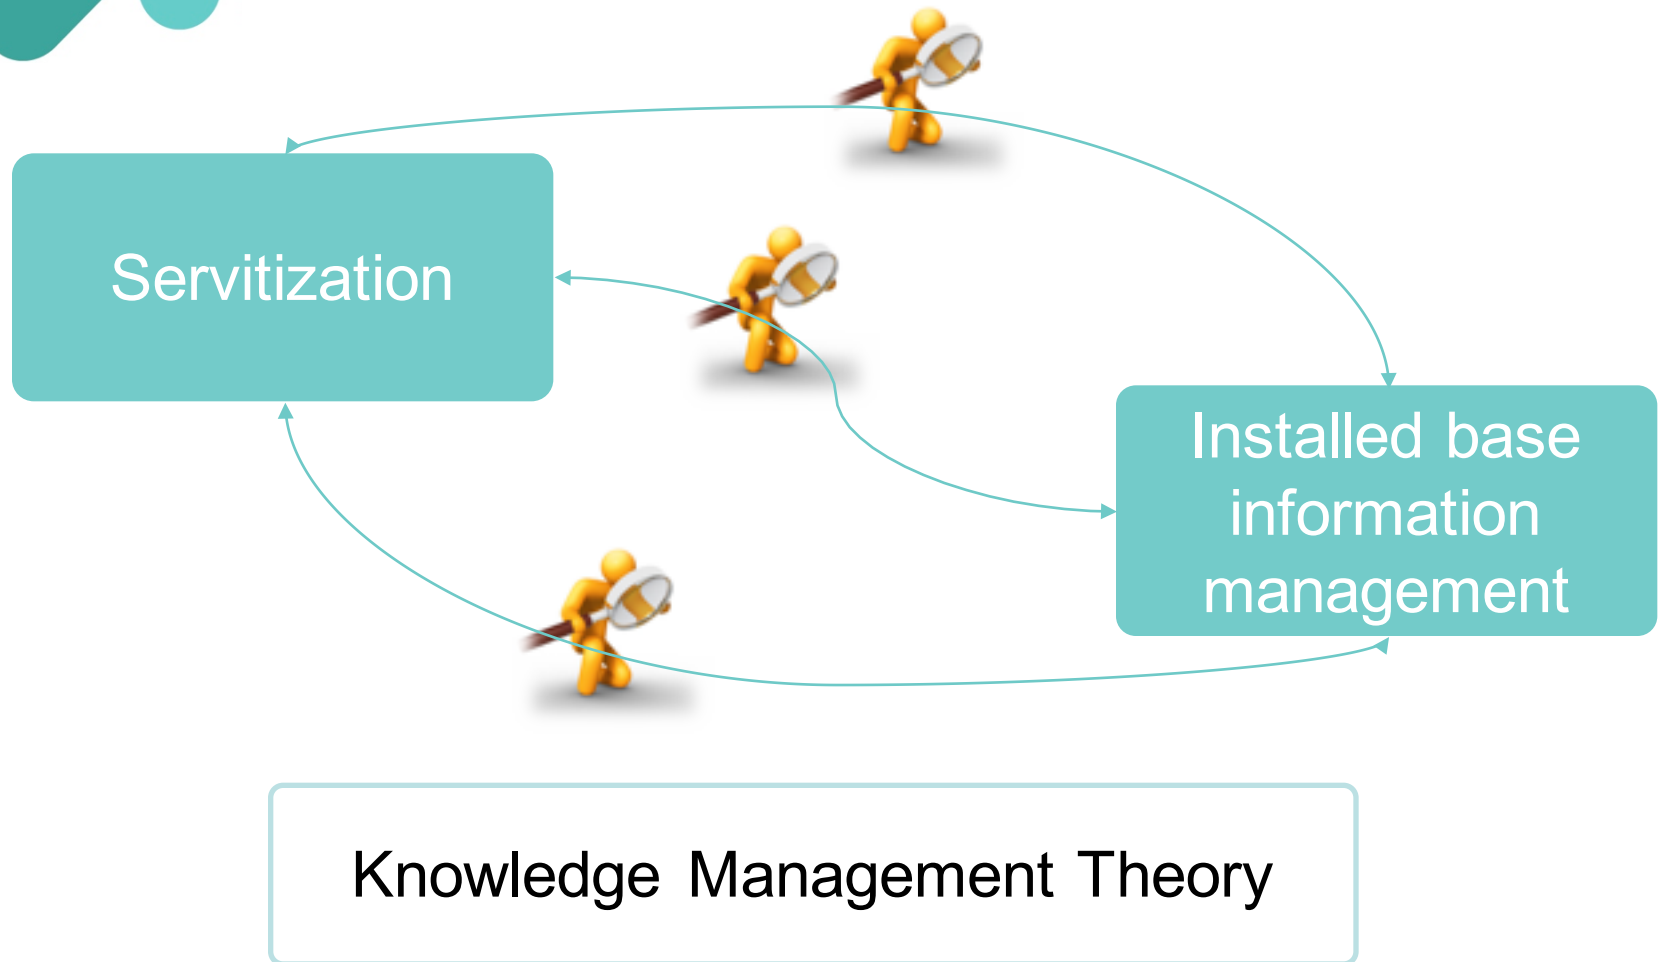 Servitization
Installed base
information
management
Knowledge Management Theory